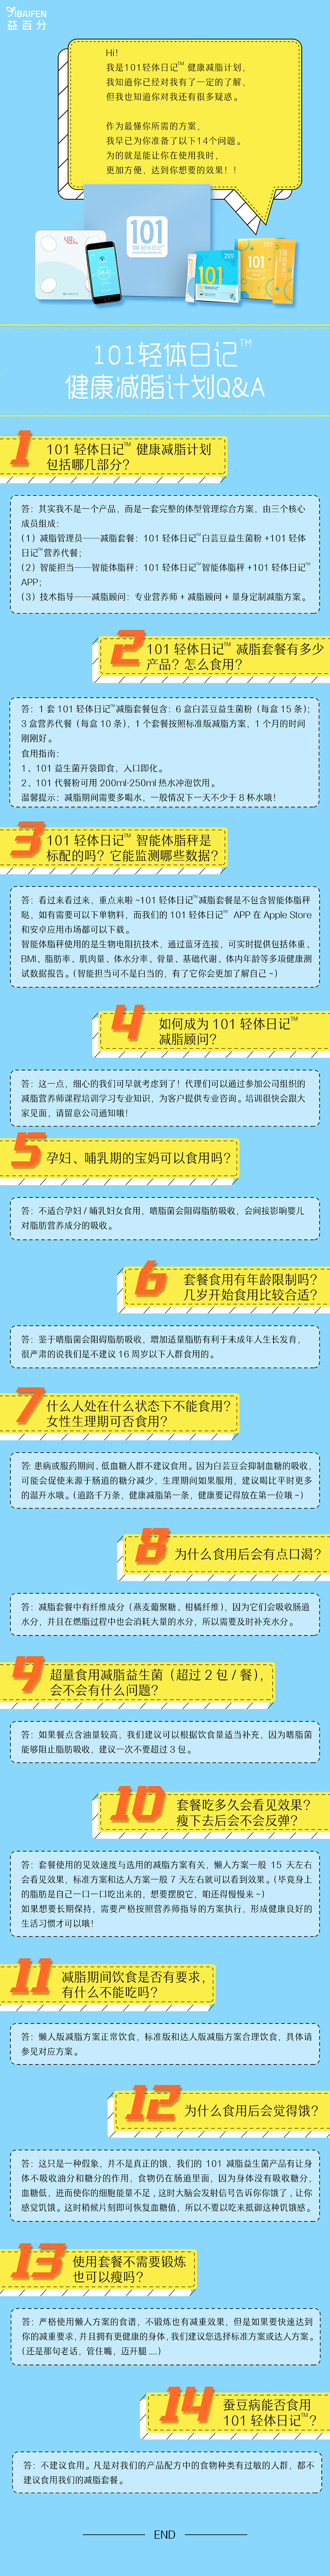 YIBAIFEN
益百分
Hi!
我是101轻体日记™ 健康减脂计划,
我知道你已经对我有了一定的了解,
但我也知道你对我还有很多疑惑。
作为最懂你所需的方案,
我早已为你准备了以下14个问题。
为的就是能让你在使用我时,
更加方便,达到你想要的效果!!
101
101 轻体日记
101
101
101轻体日记™
健康减脂计划Q&A
1
101 轻体日记™ 健康减脂计划
包括哪几部分?
答:其实我不是一个产品,而是一套完整的体型管理综合方案,由三个核心
成员组成:
(1)减脂管理员——减脂套餐:101 轻体日记™白芸豆益生菌粉 +101 轻体
日记™营养代餐;
(2)智能担当——智能体脂秤:101 轻体日记™智能体脂秤 +101 轻体日记™
APP;
(3)技术指导——减脂顾问:专业营养师 + 减脂顾问 + 量身定制减脂方案。
2
101 轻体日记™ 减脂套餐有多少
产品?怎么食用?
答:1 套 101 轻体日记™减脂套餐包含:6 盒白芸豆益生菌粉(每盒 15 条);
3 盒营养代餐(每盒 10 条),1 个套餐按照标准版减脂方案,1 个月的时间
刚刚好。
食用指南:
1、101 益生菌开袋即食,入口即化。
2、101 代餐粉可用 200ml-250ml 热水冲泡饮用。
温馨提示:减脂期间需要多喝水,一般情况下一天不少于 8 杯水哦!
3
101 轻体日记™ 智能体脂秤是
标配的吗?它能监测哪些数据?
答:看过来看过来,重点来啦 ~101 轻体日记™减脂套餐是不包含智能体脂秤
哒,如有需要可以下单物料,而我们的 101 轻体日记™ APP 在 Apple Store
和安卓应用市场都可以下载。
智能体脂秤使用的是生物电阻抗技术,通过蓝牙连接,可实时提供包括体重、
BMI、脂肪率、肌肉量、体水分率、骨量、基础代谢、体内年龄等多项健康测
试数据报告。(智能担当可不是白当的,有了它你会更加了解自己 ~)
4
如何成为 101 轻体日记™
减脂顾问?
答:这一点,细心的我们可早就考虑到了!代理们可以通过参加公司组织的
减脂营养师课程培训学习专业知识,为客户提供专业咨询。培训很快会跟大
家见面,请留意公司通知哦!
5
孕妇、哺乳期的宝妈可以食用吗?
答:不适合孕妇 / 哺乳妇女食用,嗜脂菌会阻碍脂肪吸收,会间接影响婴儿
对脂肪营养成分的吸收。
6
套餐食用有年龄限制吗?
几岁开始食用比较合适?
答:鉴于嗜脂菌会阻碍脂肪吸收,增加适量脂肪有利于未成年人生长发育,
很严肃的说我们是不建议 16 周岁以下人群食用的。
7
什么人处在什么状态下不能食用?
女性生理期可否食用?
答:患病或服药期间、低血糖人群不建议食用。因为白芸豆会抑制血糖的吸收,
可能会促使来源于肠道的糖分减少,生理期间如果服用,建议喝比平时更多
的温开水哦。(道路千万条,健康减脂第一条,健康要记得放在第一位哦 ~)
8
为什么食用后会有点口渴?
答:减脂套餐中有纤维成分(燕麦葡聚糖、柑橘纤维),因为它们会吸收肠道
水分,并且在燃脂过程中也会消耗大量的水分,所以需要及时补充水分。
9
超量食用减脂益生菌(超过 2 包 / 餐),
会不会有什么问题?
答:如果餐点含油量较高,我们建议可以根据饮食量适当补充,因为嗜脂菌
能够阻止脂肪吸收,建议一次不要超过 3 包。
10
套餐吃多久会看见效果?
瘦下去后会不会反弹?
答:套餐使用的见效速度与选用的减脂方案有关,懒人方案一般 15 天左右
会看见效果,标准方案和达人方案一般 7 天左右就可以看到效果。(毕竟身上
的脂肪是自己一口一口吃出来的,想要摆脱它,咱还得慢慢来 ~)
如果想要长期保持,需要严格按照营养师指导的方案执行,形成健康良好的
生活习惯才可以哦!
11
减脂期间饮食是否有要求,
有什么不能吃吗?
答:懒人版减脂方案正常饮食,标准版和达人版减脂方案合理饮食,具体请
参见对应方案。
12
为什么食用后会觉得饿?
答:这只是一种假象,并不是真正的饿,我们的 101 减脂益生菌产品有让身
体不吸收油分和糖分的作用,食物仍在肠道里面,因为身体没有吸收糖分,
血糖低,进而使你的细胞能量不足,这时大脑会发射信号告诉你你饿了,让你
感觉饥饿。这时稍候片刻即可恢复血糖值,所以不要以吃来抵御这种饥饿感。
13
使用套餐不需要锻炼
也可以瘦吗?
答:严格使用懒人方案的食谱,不锻炼也有减重效果,但是如果要快速达到
你的减重要求,并且拥有更健康的身体,我们建议您选择标准方案或达人方案。
(还是那句老话,管住嘴,迈开腿 ....)
14
蚕豆病能否食用
101 轻体日记™?
答:不建议食用。凡是对我们的产品配方中的食物种类有过敏的人群,都不
建议食用我们的减脂套餐。
END